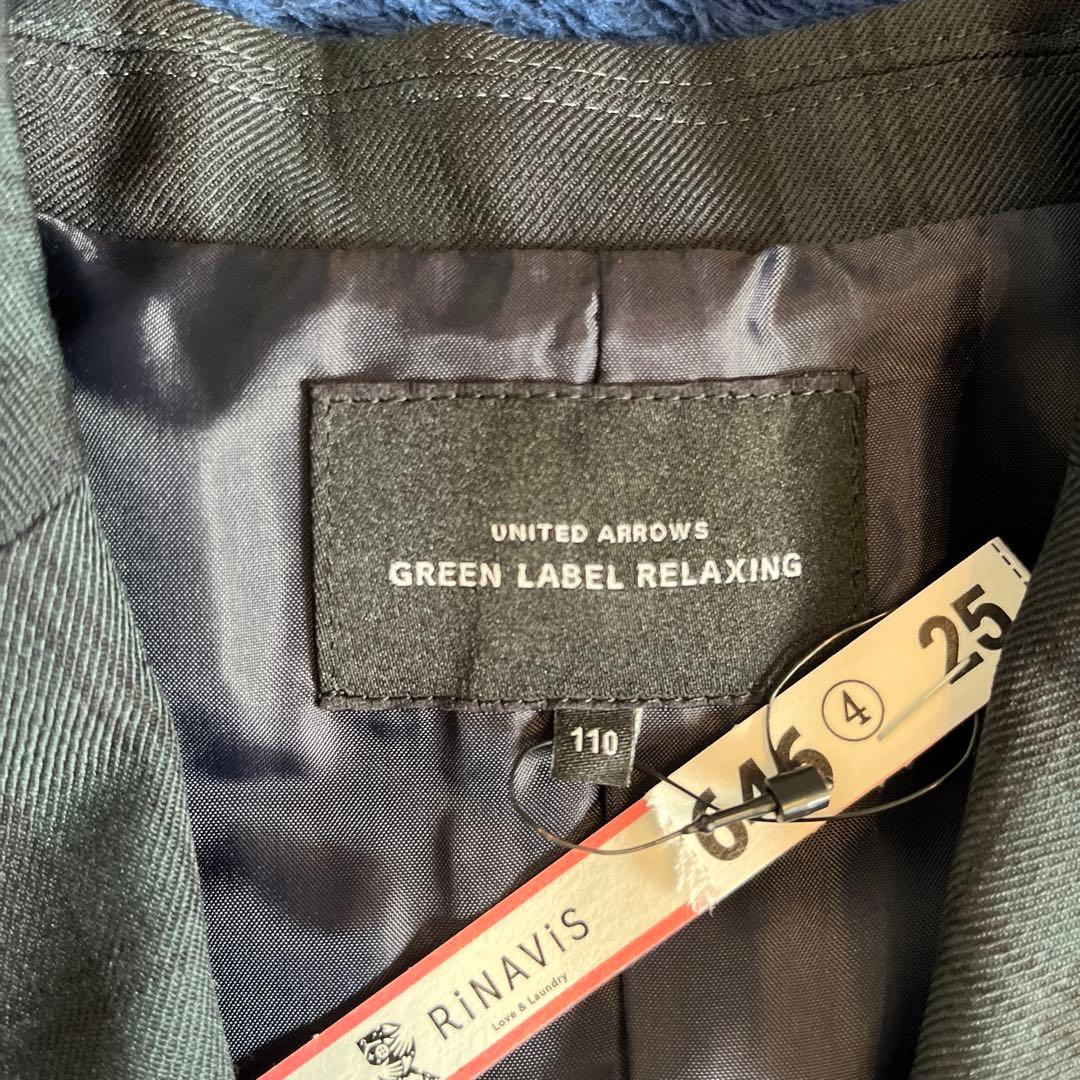 UNITED ARROWS
GREEN LABEL RELAXING
110
25
④
646
RiNAViS
Love & Laundry